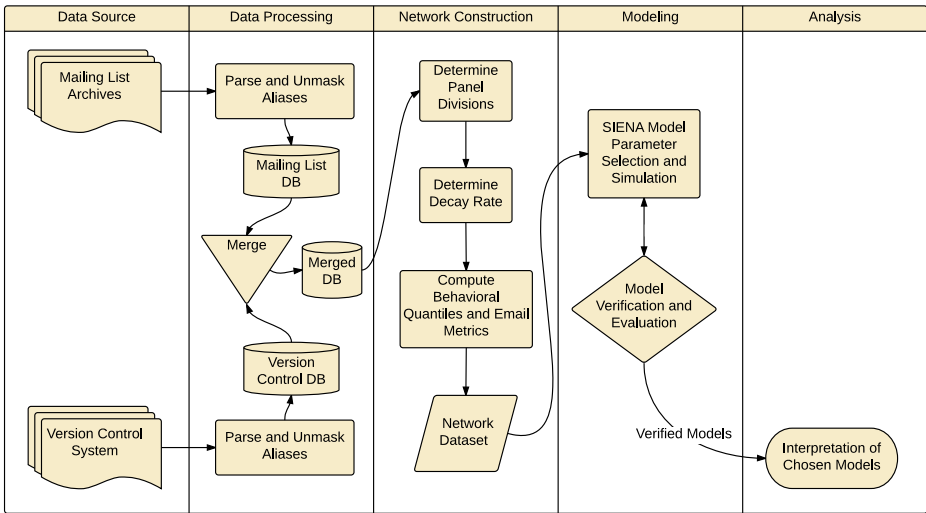 Data Source
Data Processing
Network Construction
Modeling
Analysis
Mailing List
Archives
Parse and Unmask
Aliases
Mailing List
DB
Merge
Merged
DB
Version
Control DB
Version Control
System
Parse and Unmask
Aliases
Determine
Panel
Divisions
Determine
Decay Rate
Compute
Behavioral
Quantiles and Email
Metrics
Network
Dataset
SIENA Model
Parameter
Selection and
Simulation
Model
Verification and
Evaluation
Verified Models
Interpretation of
Chosen Models